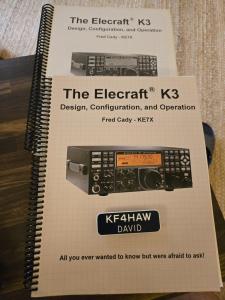 The Elecraft® K3
Design, Configuration, and Operation
Fred Cady - KE7X
The Elecraft® K3
Design, Configuration, and Operation
Fred Cady - KE7X
KF4HAW
DAVID
All you ever wanted to know but were afraid to ask!